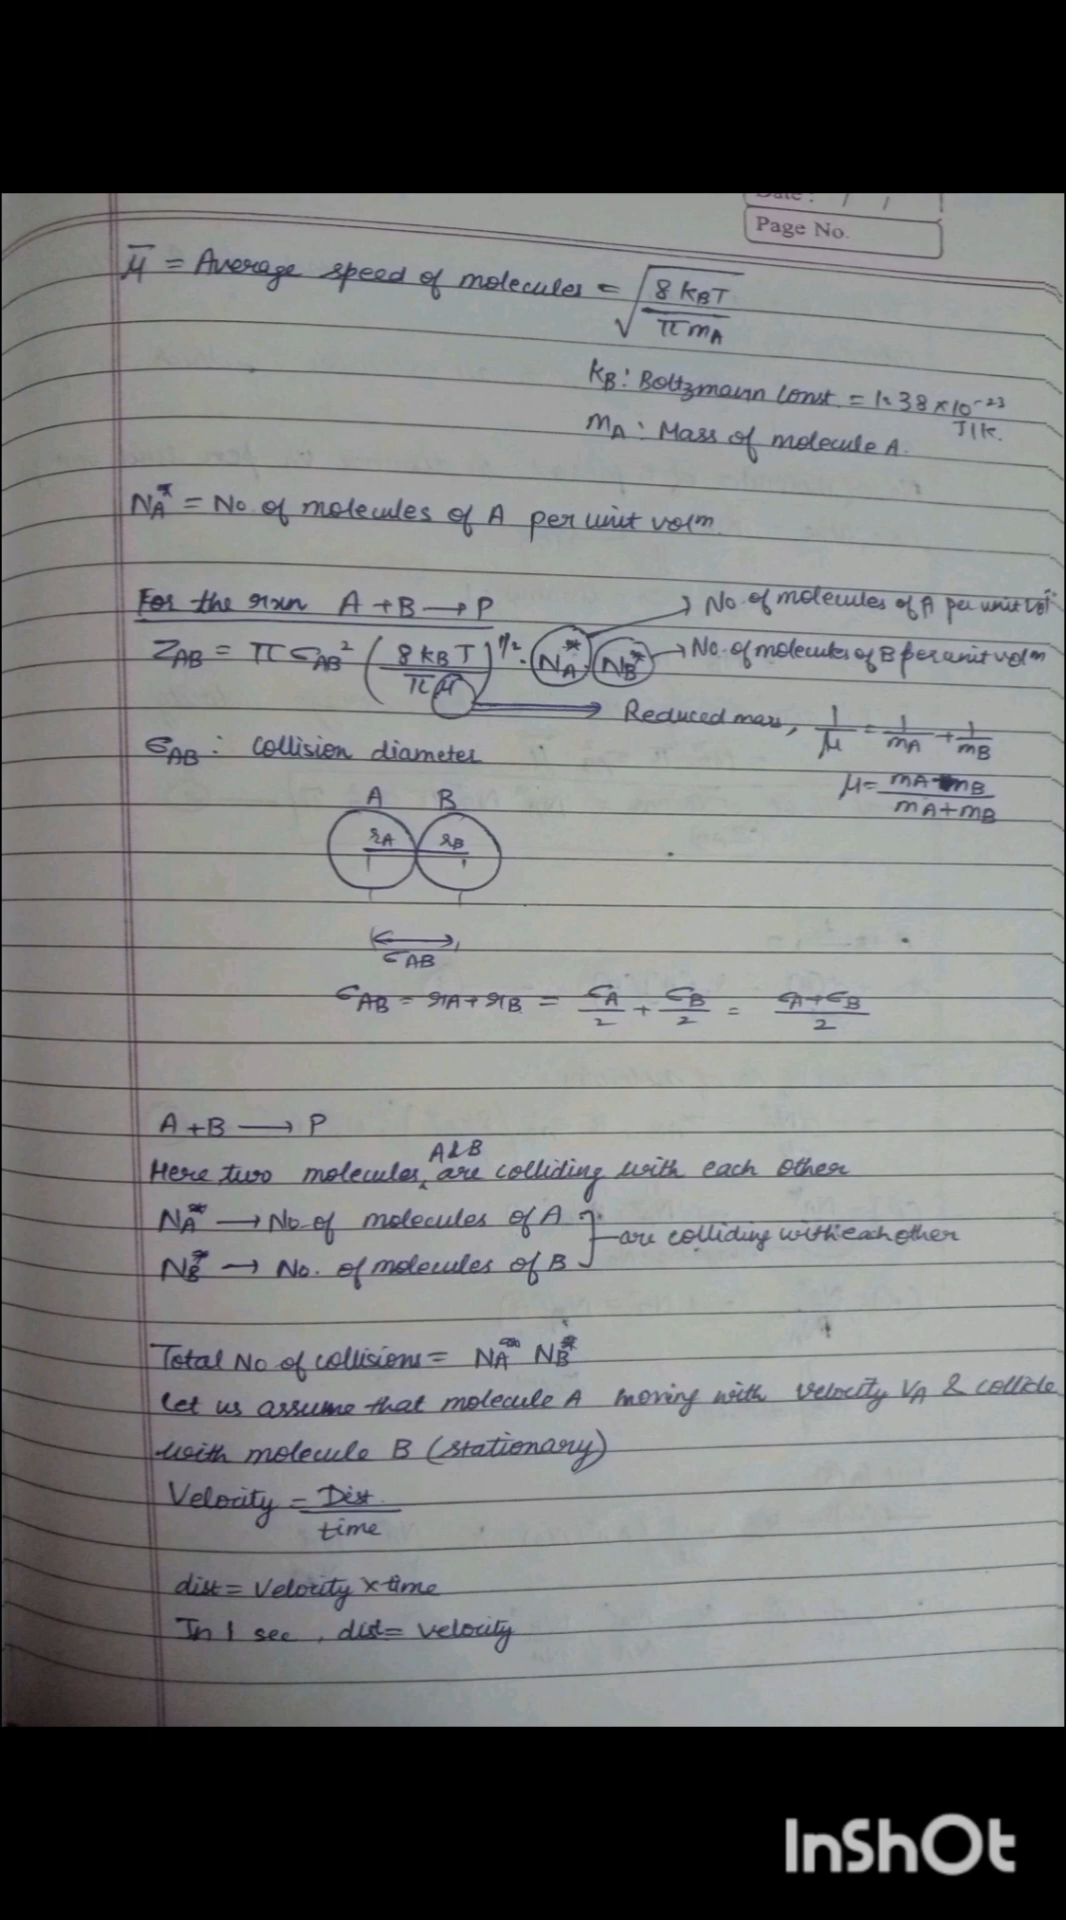 Date : / /
Page No.
μ̄ = Average speed of molecules = √(8 KBT / π mA)
KB : Boltzmann Const. = 1.38 × 10⁻²³ J/K.
mA : Mass of molecule A.
NA* = No. of molecules of A per unit volm.
For the rxn A + B → P
→ No. of molecules of A per unit vol
ZAB = π σAB² (8 KB T / π μ)^1/2 . NA* NB* → No. of molecules of B per unit volm
→ Reduced mass, 1/μ = 1/mA + 1/mB
σAB : Collision diameter
μ = mA mB / mA + mB
A B
rA rB
σAB
σAB = rA + rB = σA/2 + σB/2 = σA + σB / 2
A + B → P
A & B
Here two molecules, are colliding with each other
NA* → No. of molecules of A
are colliding with each other
NB* → No. of molecules of B
Total No of collisions = NA* NB*
Let us assume that molecule A moving with velocity VA & collide
with molecule B (stationary)
Velocity = Dist. / time
dist = Velocity × time
In 1 sec, dist = velocity
InShOt